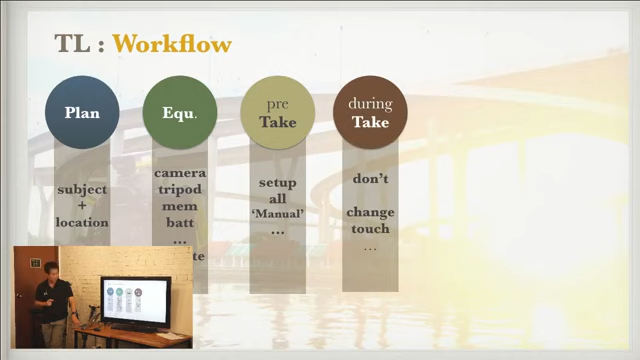 TL : Workflow
Plan
subject
+
location
Equ.
camera
tripod
mem
batt
...
te
pre
Take
setup
all
‘Manual’
...
during
Take
don’t
change
touch
...